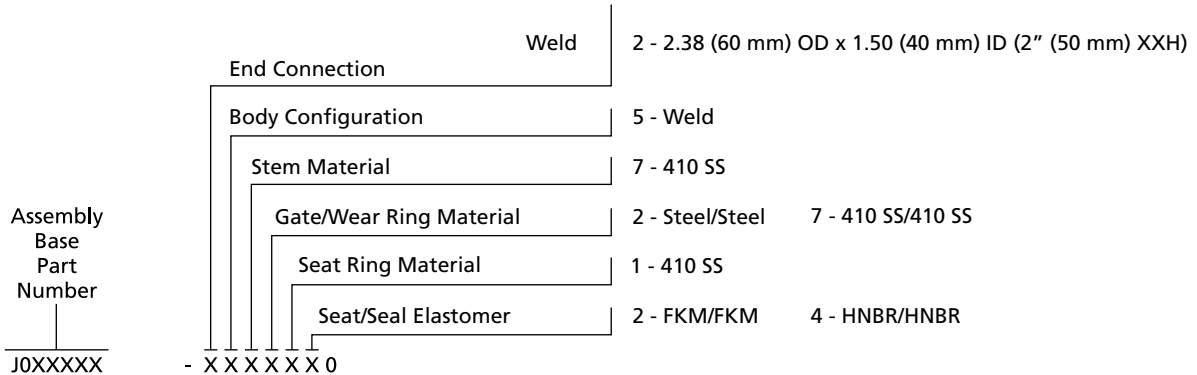 Weld 2 - 2.38 (60 mm) OD x 1.50 (40 mm) ID (2” (50 mm) XXH)
End Connection
Body Configuration 5 - Weld
Stem Material 7 - 410 SS
Gate/Wear Ring Material 2 - Steel/Steel 7 - 410 SS/410 SS
Seat Ring Material 1 - 410 SS
Seat/Seal Elastomer 2 - FKM/FKM 4 - HNBR/HNBR
Assembly
Base
Part
Number
J0XXXXX - X X X X X X 0